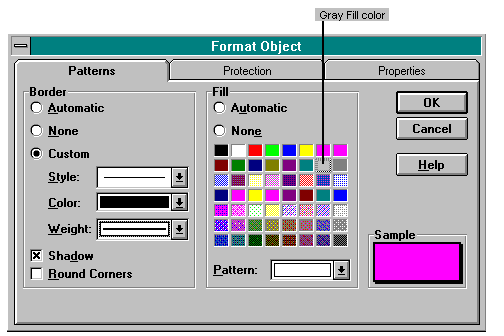 Gray Fill color
Format Object
Patterns
Protection
Properties
Border
Automatic
None
Custom
Style:
Color:
Weight:
Shadow
Round Corners
Fill
Automatic
None
Pattern:
OK
Cancel
Help
Sample